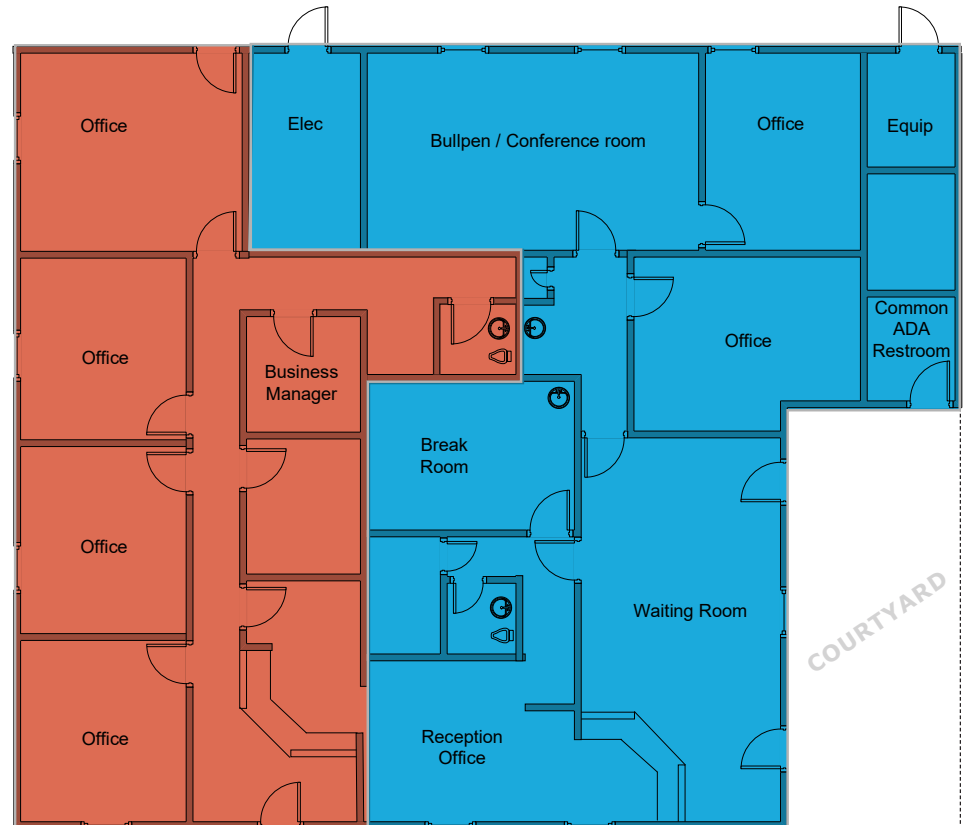 Office
Elec
Bullpen / Conference room
Office
Equip
Office
Business
Manager
Office
Common
ADA
Restroom
Break
Room
Office
Waiting Room
COURTYARD
Office
Reception
Office